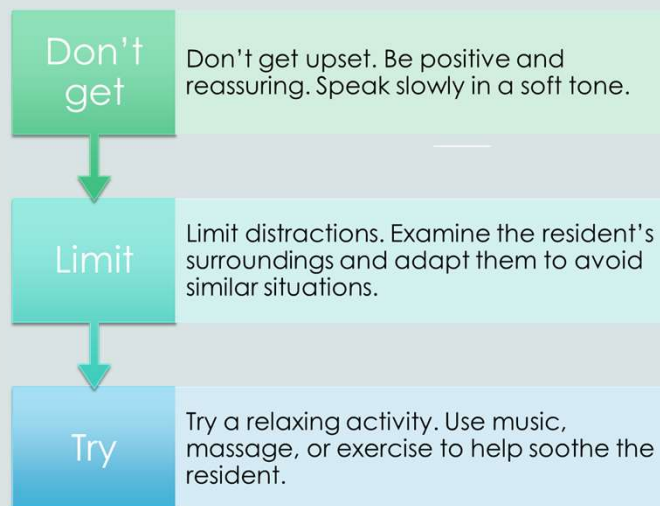 Don't
get
Don't get upset. Be positive and
reassuring. Speak slowly in a soft tone.
Limit
Limit distractions. Examine the resident's
surroundings and adapt them to avoid
similar situations.
Try
Try a relaxing activity. Use music,
massage, or exercise to help soothe the
resident.